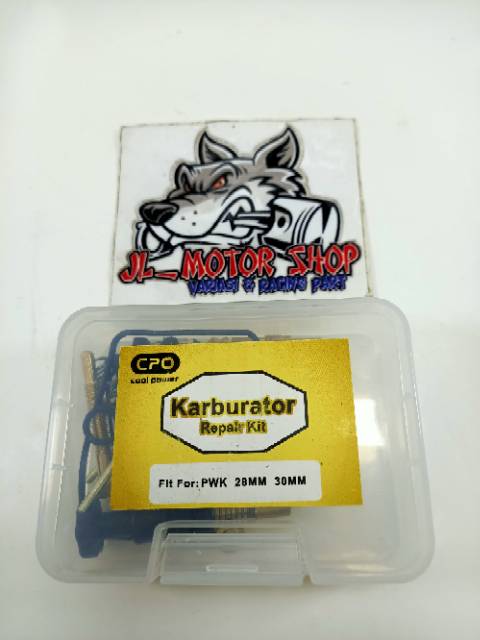 JL_MOTOR SHOP
VARIASI & RACING PART
CPO
cool power
Karburator
Repair Kit
Fit For: PWK 28MM 30MM